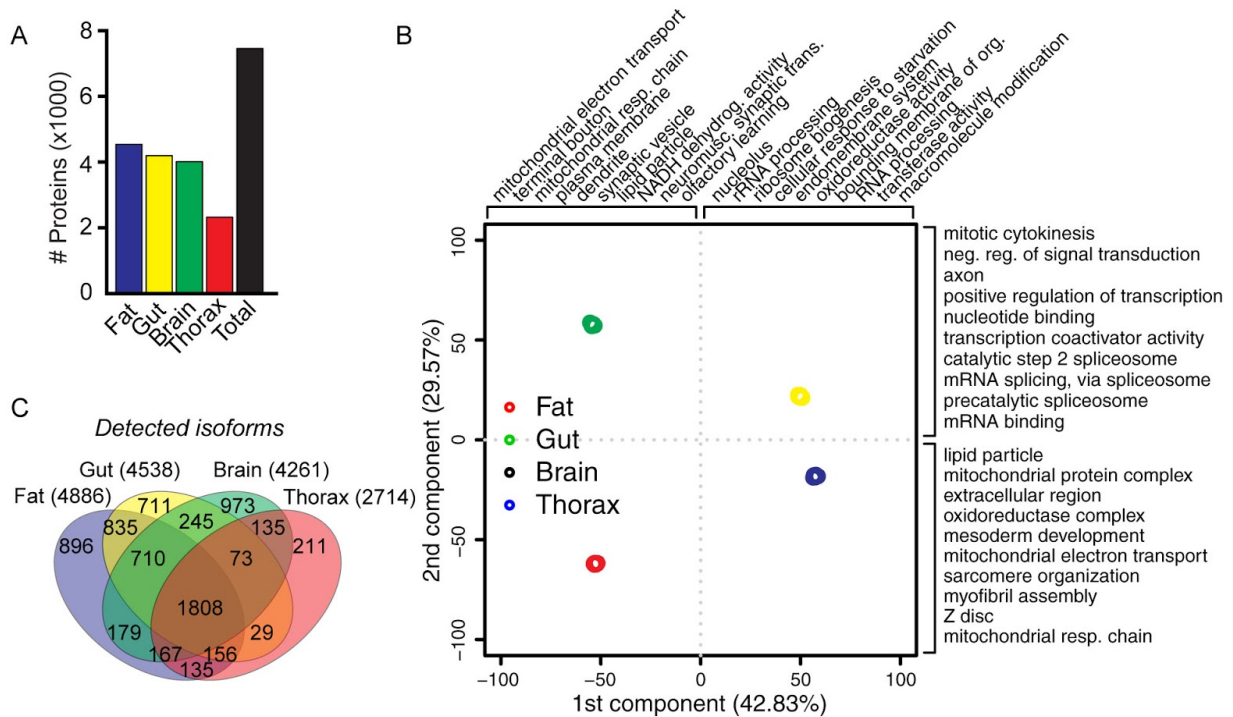 A
# Proteins (x1000)
8
6
4
2
0
Fat
Gut
Brain
Thorax
Total
B
mitochondrial electron transport
terminal bouton
mitochondrial resp. chain
plasma membrane
dendrite
synaptic vesicle
lipid particle
NADH dehydrog. activity
neuromusc. synaptic trans.
olfactory learning
nucleolus
rRNA processing
ribosome biogenesis
cellular response to starvation
endomembrane system
oxidoreductase activity
bounding membrane of org.
RNA processing
transferase activity
macromolecule modification
2nd component (29.57%)
100
50
0
−50
−100
Fat
Gut
Brain
Thorax
−100
−50
0
50
100
1st component (42.83%)
mitotic cytokinesis
neg. reg. of signal transduction
axon
positive regulation of transcription
nucleotide binding
transcription coactivator activity
catalytic step 2 spliceosome
mRNA splicing, via spliceosome
precatalytic spliceosome
mRNA binding
lipid particle
mitochondrial protein complex
extracellular region
oxidoreductase complex
mesoderm development
mitochondrial electron transport
sarcomere organization
myofibril assembly
Z disc
mitochondrial resp. chain
C
Detected isoforms
Gut (4538) Brain (4261)
Fat (4886) Thorax (2714)
711 973
835 245 135
896 710 73 211
1808
179 29
167 156
135